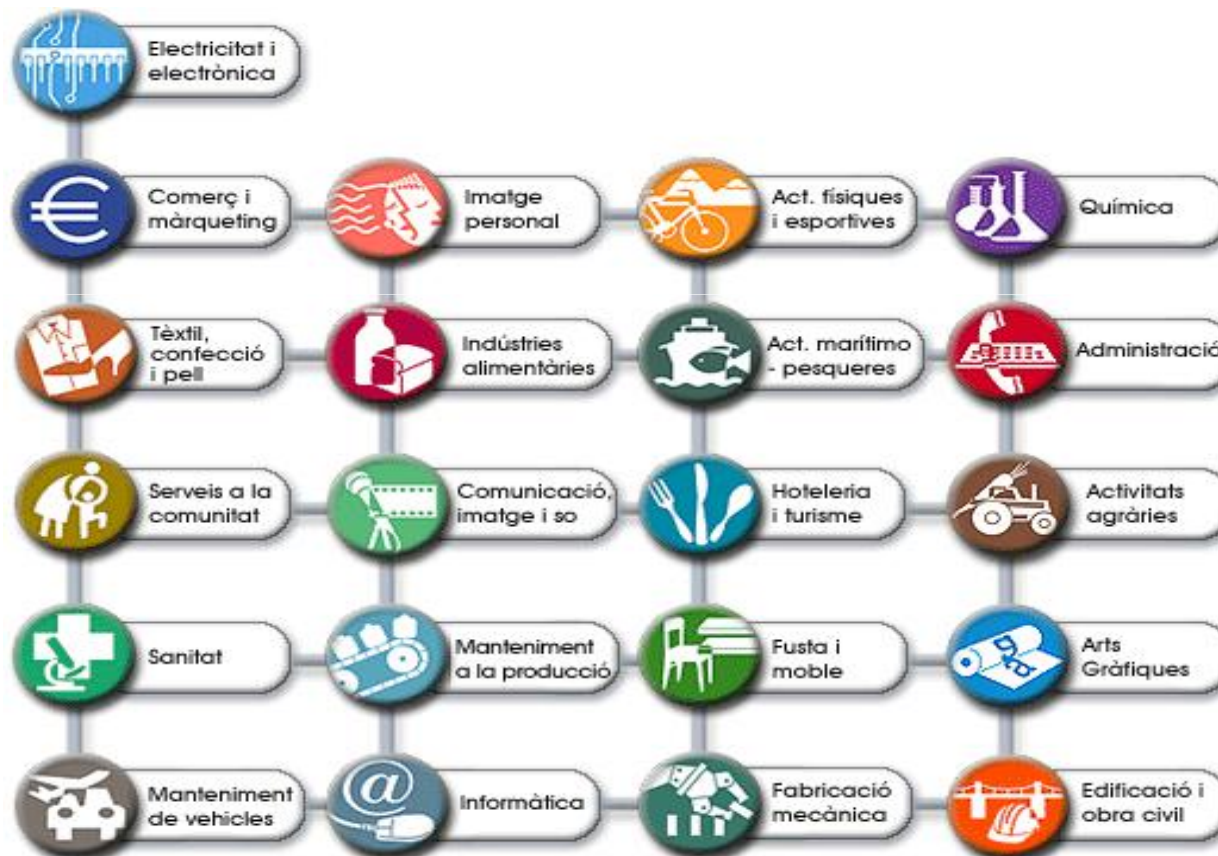 Electricitat i
electrònica
Comerç i
màrqueting
Imatge
personal
Act. físiques
i esportives
Química
Tèxtil,
confecció
i pell
Indústries
alimentàries
Act. marítimo
- pesqueres
Administració
Serveis a la
comunitat
Comunicació,
imatge i so
Hoteleria
i turisme
Activitats
agràries
Sanitat
Manteniment
a la producció
Fusta i
moble
Arts
Gràfiques
Manteniment
de vehicles
@
Informàtica
Fabricació
mecànica
Edificació i
obra civil